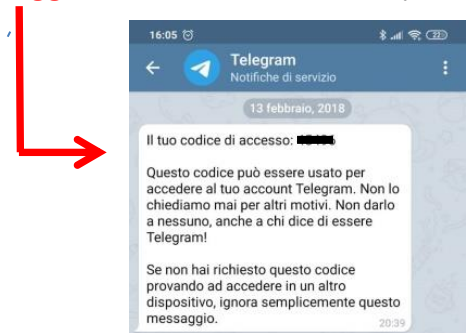 16:05
22
Telegram
Notifiche di servizio
13 febbraio, 2018
Il tuo codice di accesso:
Questo codice può essere usato per
accedere al tuo account Telegram. Non lo
chiediamo mai per altri motivi. Non darlo
a nessuno, anche a chi dice di essere
Telegram!
Se non hai richiesto questo codice
provando ad accedere in un altro
dispositivo, ignora semplicemente questo
messaggio.
20:39